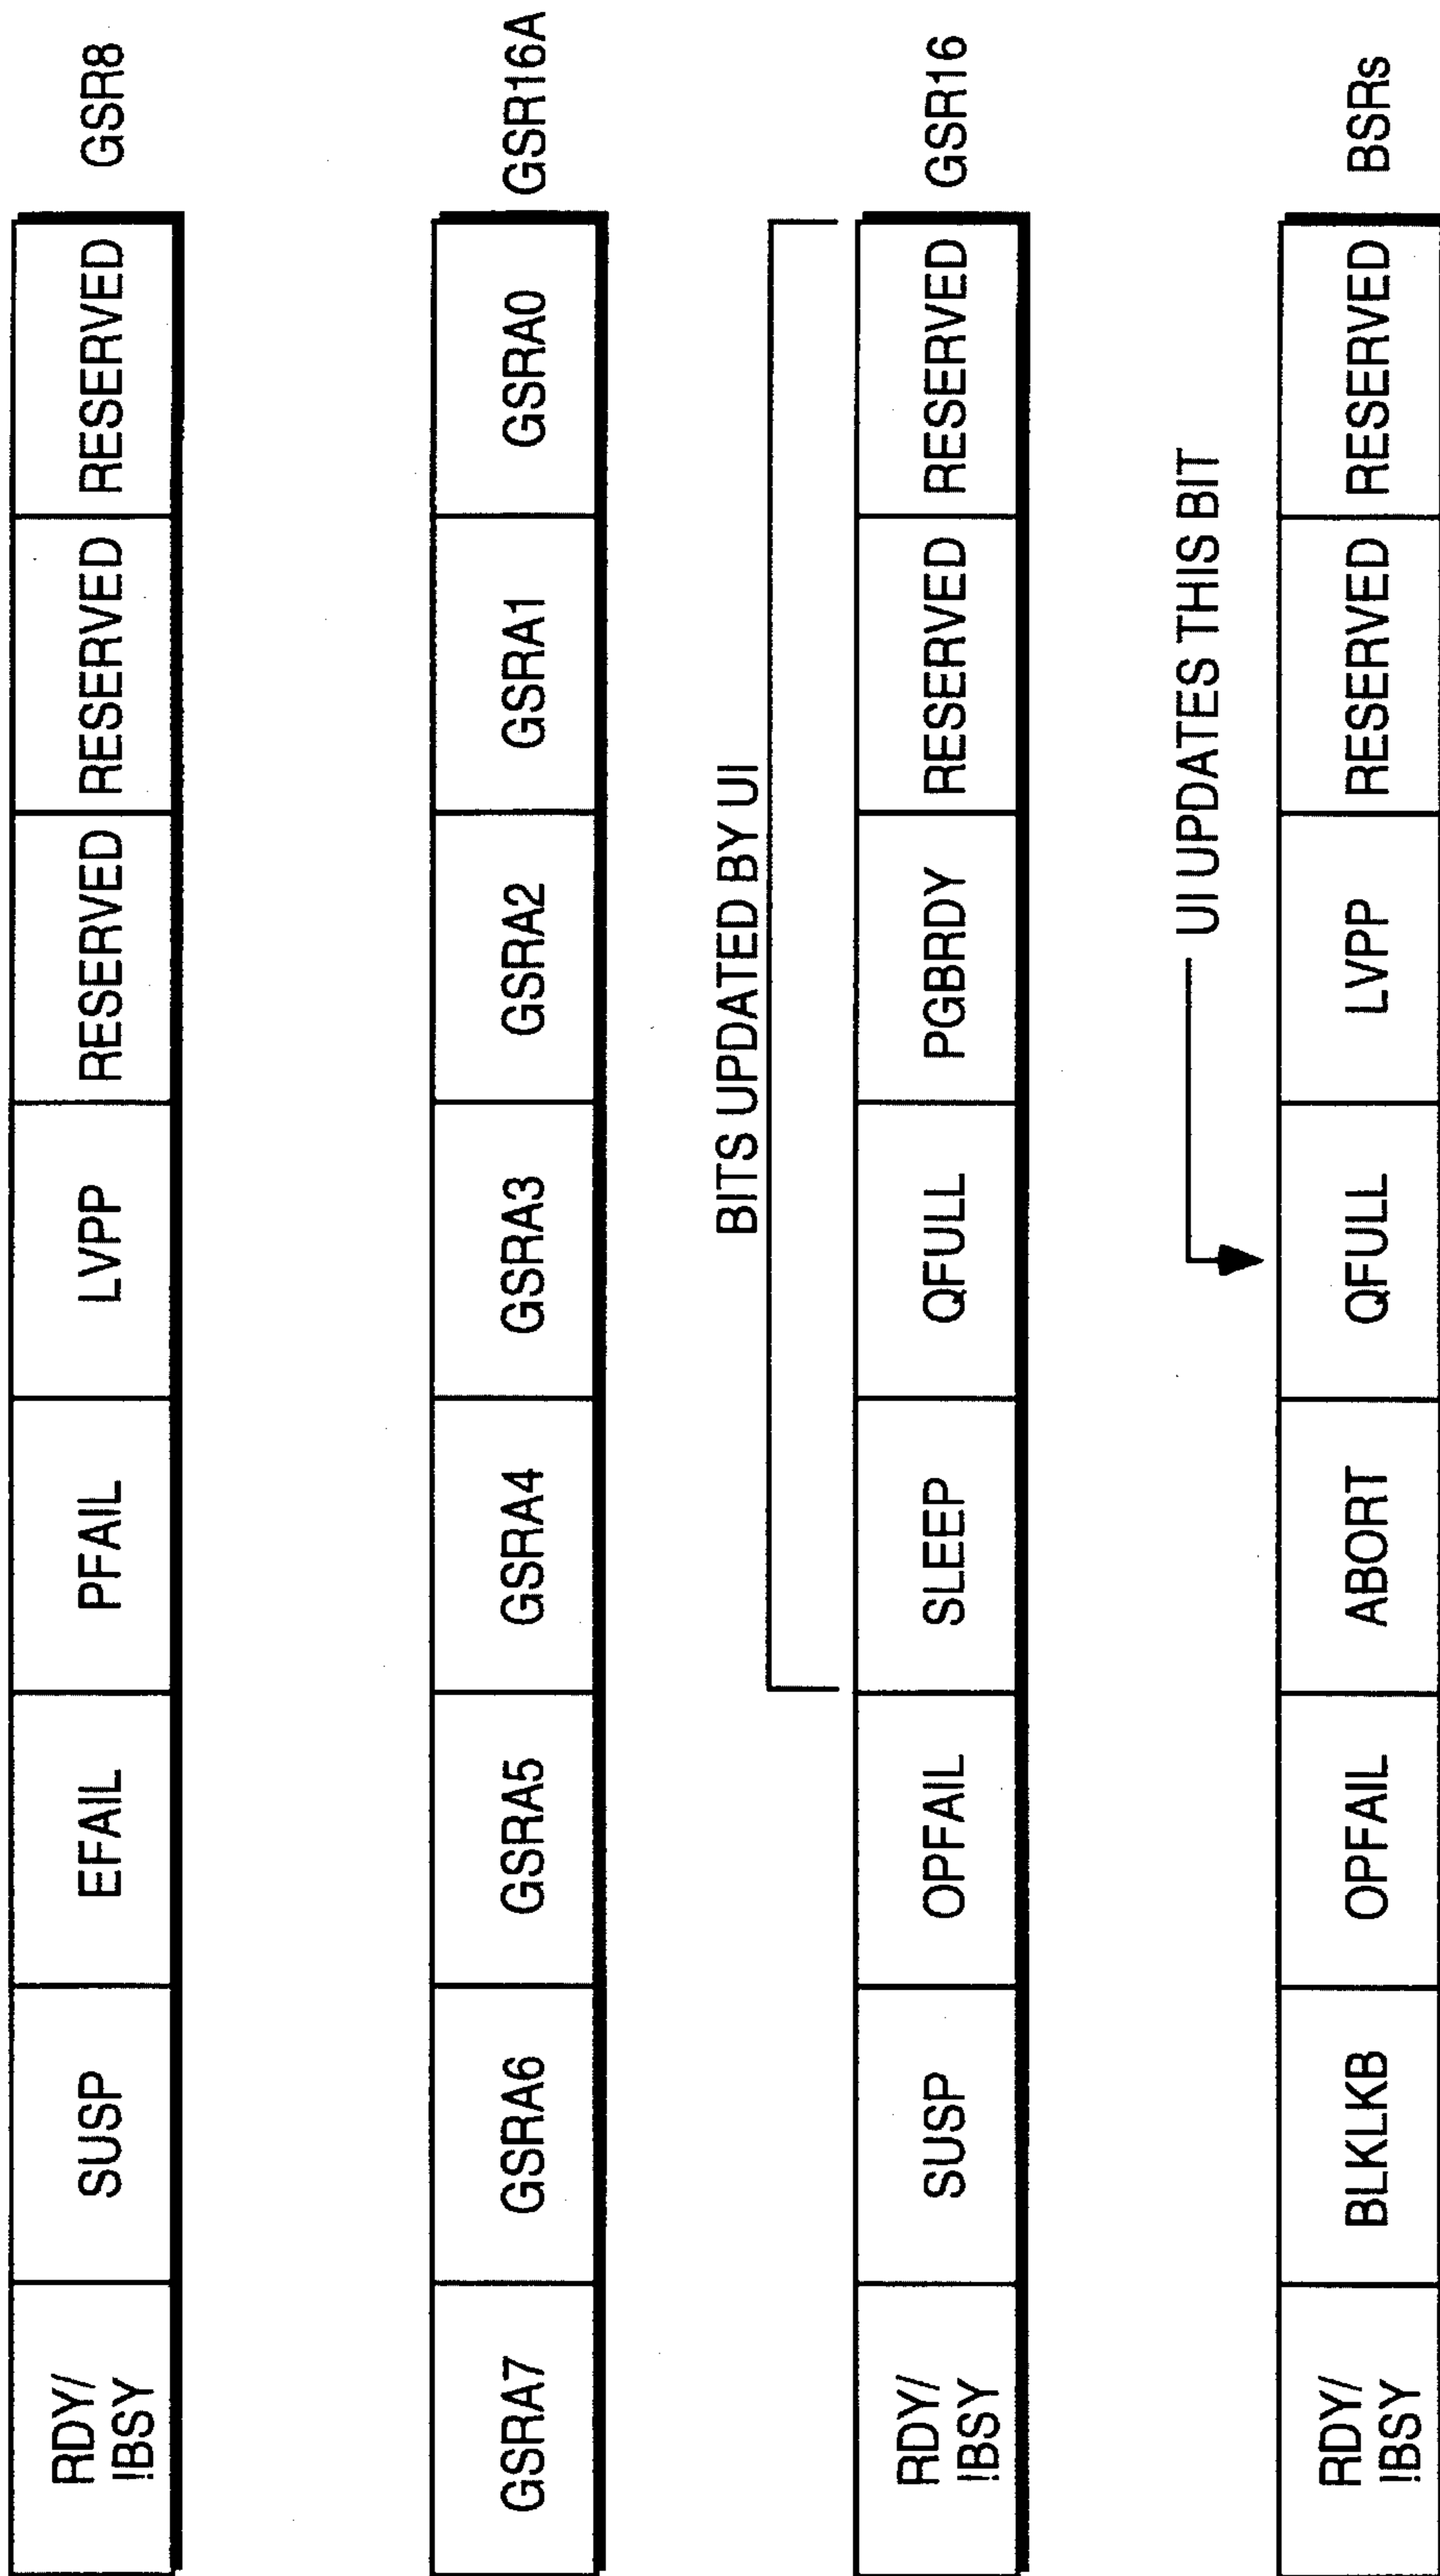 RDY/
!BSY
SUSP
EFAIL
PFAIL
LVPP
RESERVED
RESERVED
RESERVED
GSR8
GSRA7
GSRA6
GSRA5
GSRA4
GSRA3
GSRA2
GSRA1
GSRA0
GSR16A
BITS UPDATED BY UI
RDY/
!BSY
SUSP
OPFAIL
SLEEP
QFULL
PGBRDY
RESERVED
RESERVED
GSR16
UI UPDATES THIS BIT
RDY/
!BSY
BLKLKB
OPFAIL
ABORT
QFULL
LVPP
RESERVED
RESERVED
BSRs